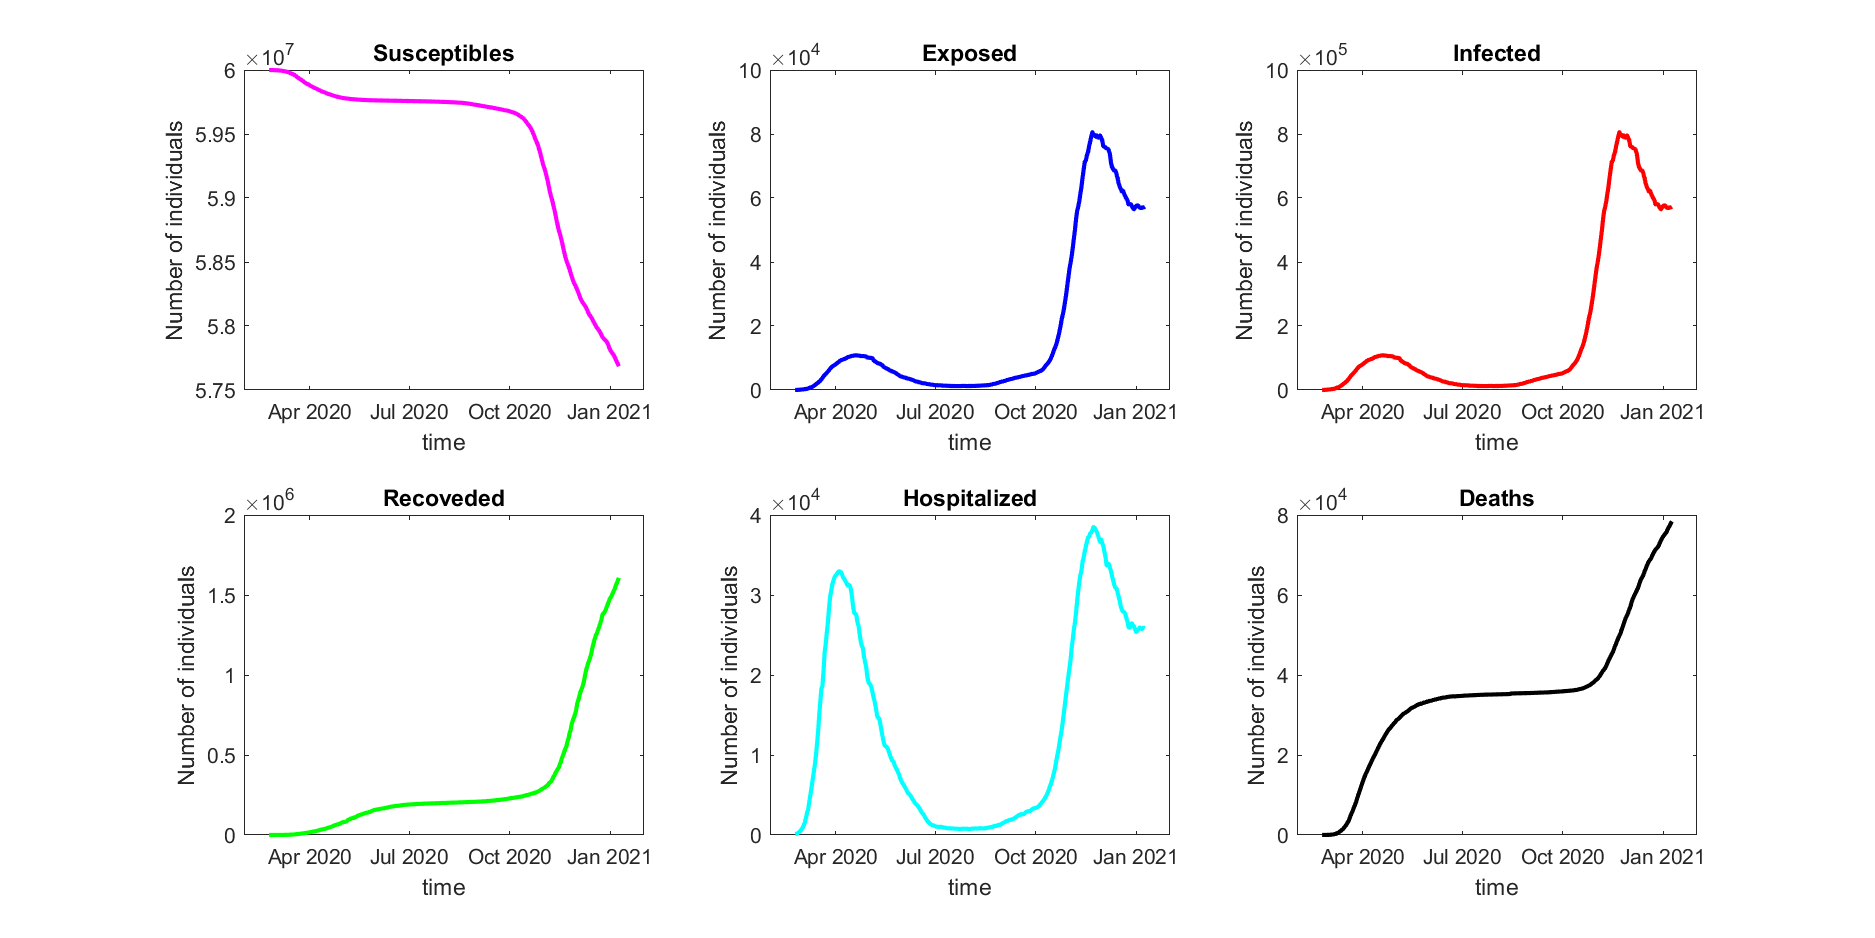 Susceptibles
×10^7
6
5.95
5.9
5.85
5.8
5.75
Number of individuals
Apr 2020 Jul 2020 Oct 2020 Jan 2021
time
Exposed
×10^4
10
8
6
4
2
0
Number of individuals
Apr 2020 Jul 2020 Oct 2020 Jan 2021
time
Infected
×10^5
10
8
6
4
2
0
Number of individuals
Apr 2020 Jul 2020 Oct 2020 Jan 2021
time
Recoveded
×10^6
2
1.5
1
0.5
0
Number of individuals
Apr 2020 Jul 2020 Oct 2020 Jan 2021
time
Hospitalized
×10^4
4
3
2
1
0
Number of individuals
Apr 2020 Jul 2020 Oct 2020 Jan 2021
time
Deaths
×10^4
8
6
4
2
0
Number of individuals
Apr 2020 Jul 2020 Oct 2020 Jan 2021
time